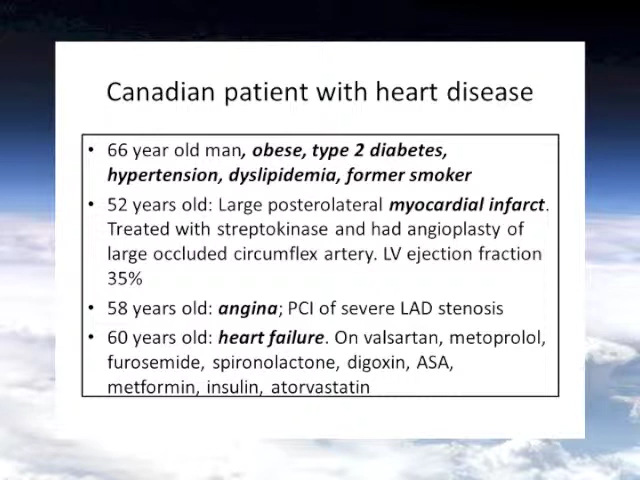 Canadian patient with heart disease
• 66 year old man, obese, type 2 diabetes,
hypertension, dyslipidemia, former smoker
• 52 years old: Large posterolateral myocardial infarct.
Treated with streptokinase and had angioplasty of
large occluded circumflex artery. LV ejection fraction
35%
• 58 years old: angina; PCI of severe LAD stenosis
• 60 years old: heart failure. On valsartan, metoprolol,
furosemide, spironolactone, digoxin, ASA,
metformin, insulin, atorvastatin